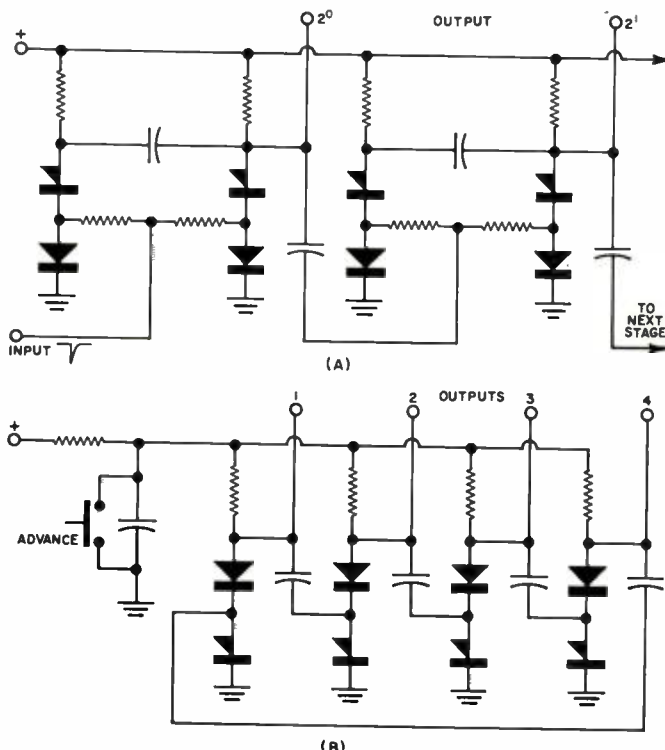 2⁰ OUTPUT 2¹
+
INPUT
TO
NEXT
STAGE
(A)
1 2 OUTPUTS 3 4
+
ADVANCE
(B)